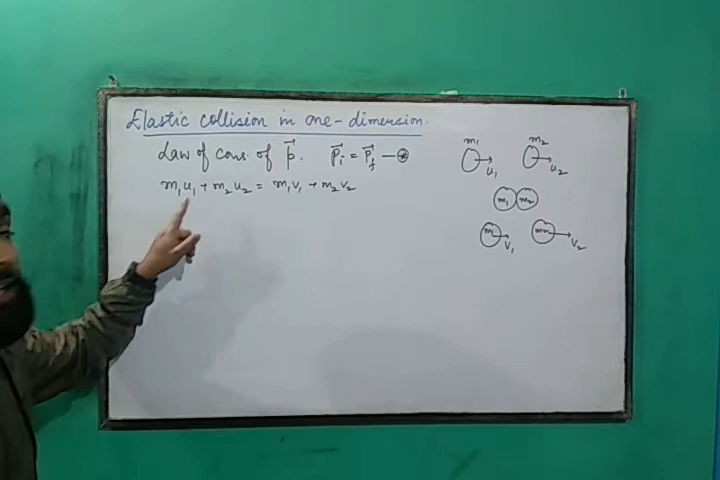 Elastic collision in one-dimension.
Law of cons. of p⃗. p⃗i = p⃗f — ⊛
m₁u₁ + m₂u₂ = m₁v₁ + m₂v₂
m₁ m₂
u₁ u₂
m₁ m₂
m₁ m₂
v₁ v₂